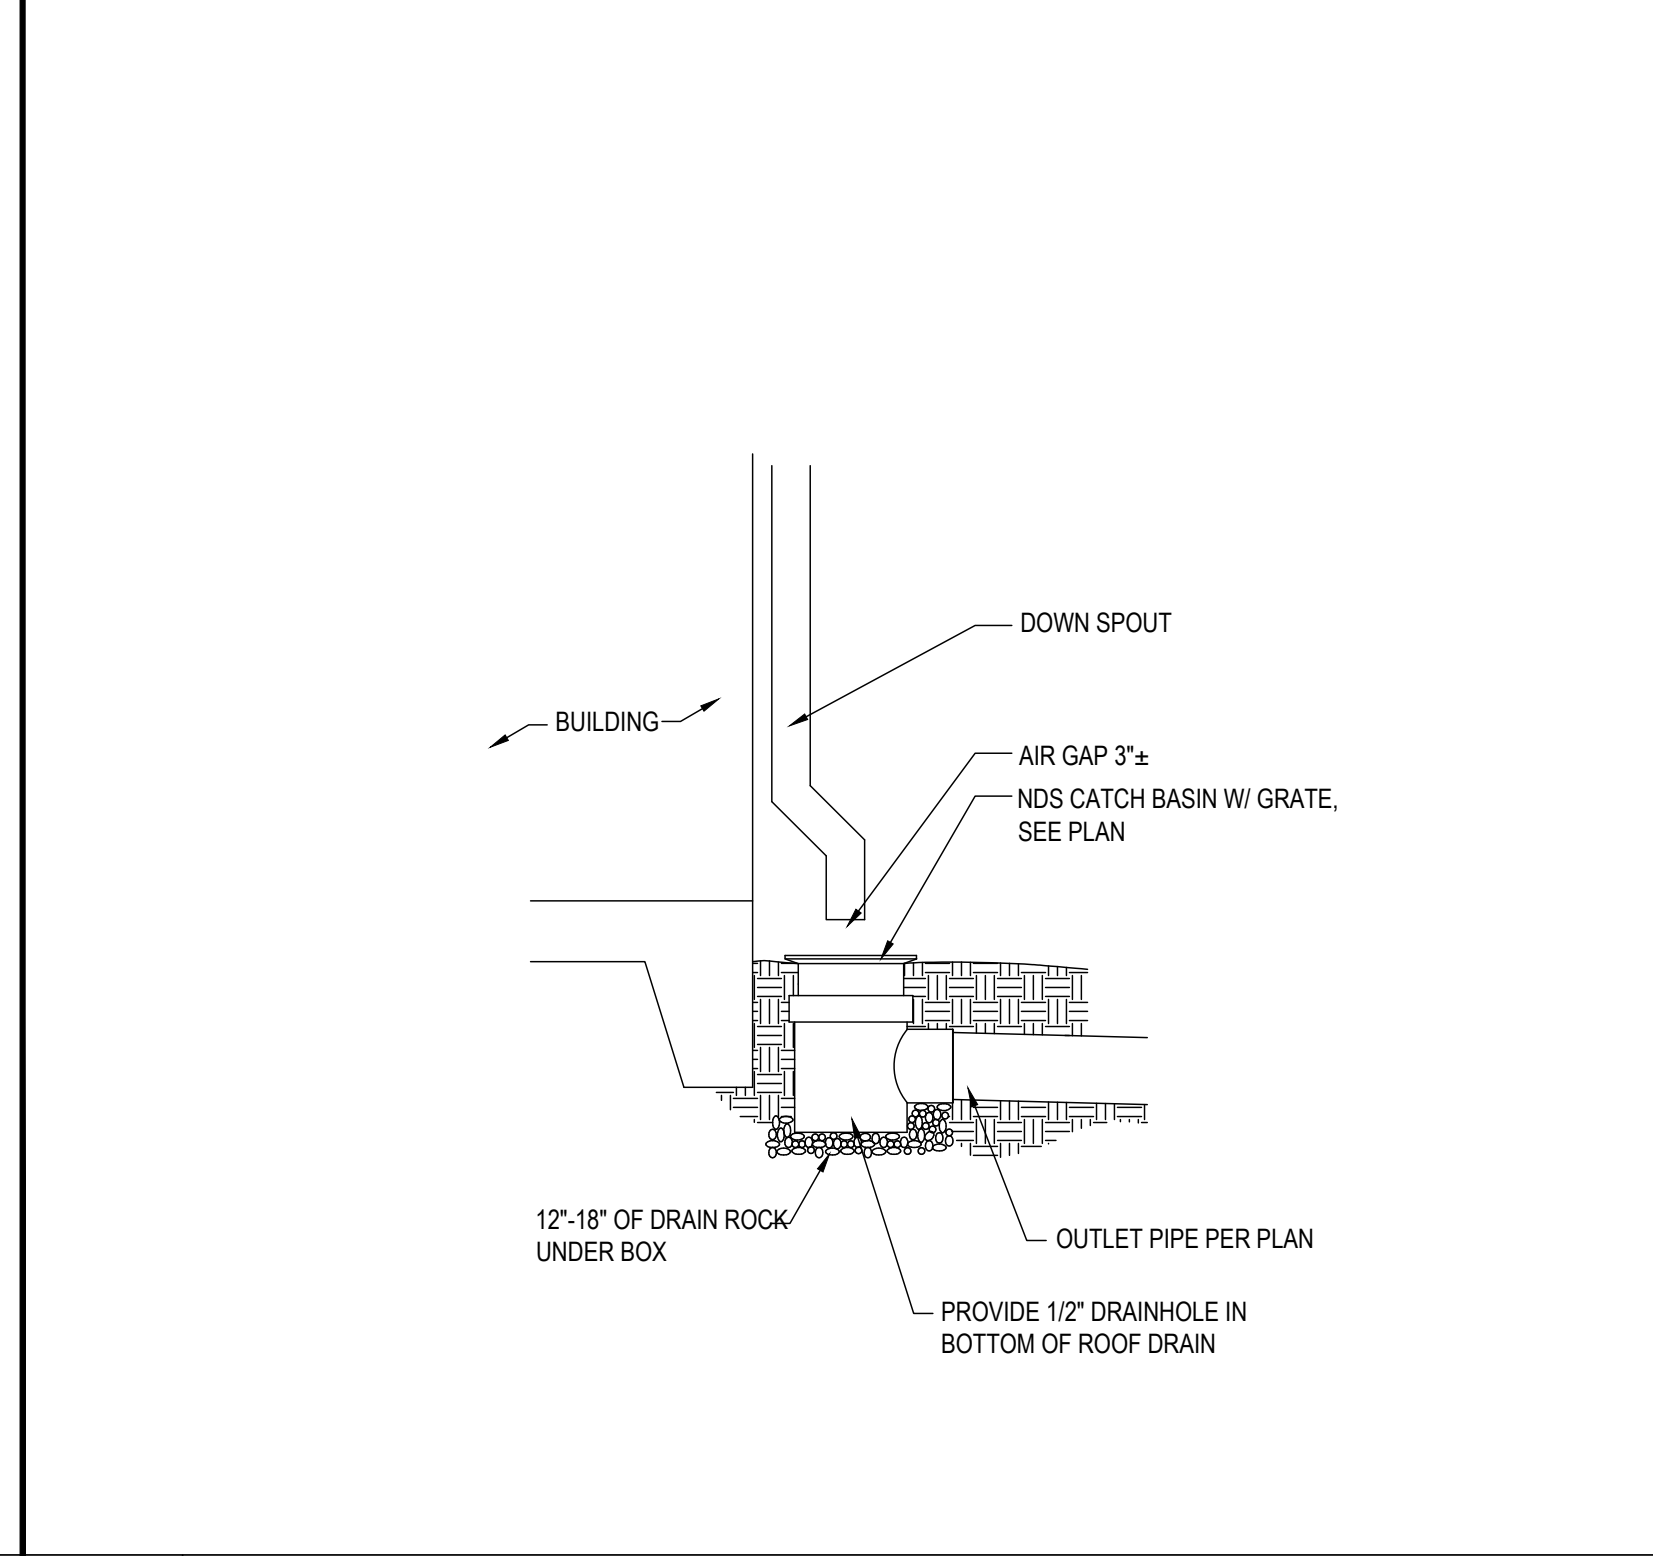 DOWN SPOUT
BUILDING
AIR GAP 3"±
NDS CATCH BASIN W/ GRATE,
SEE PLAN
12"-18" OF DRAIN ROCK
UNDER BOX
OUTLET PIPE PER PLAN
PROVIDE 1/2" DRAINHOLE IN
BOTTOM OF ROOF DRAIN